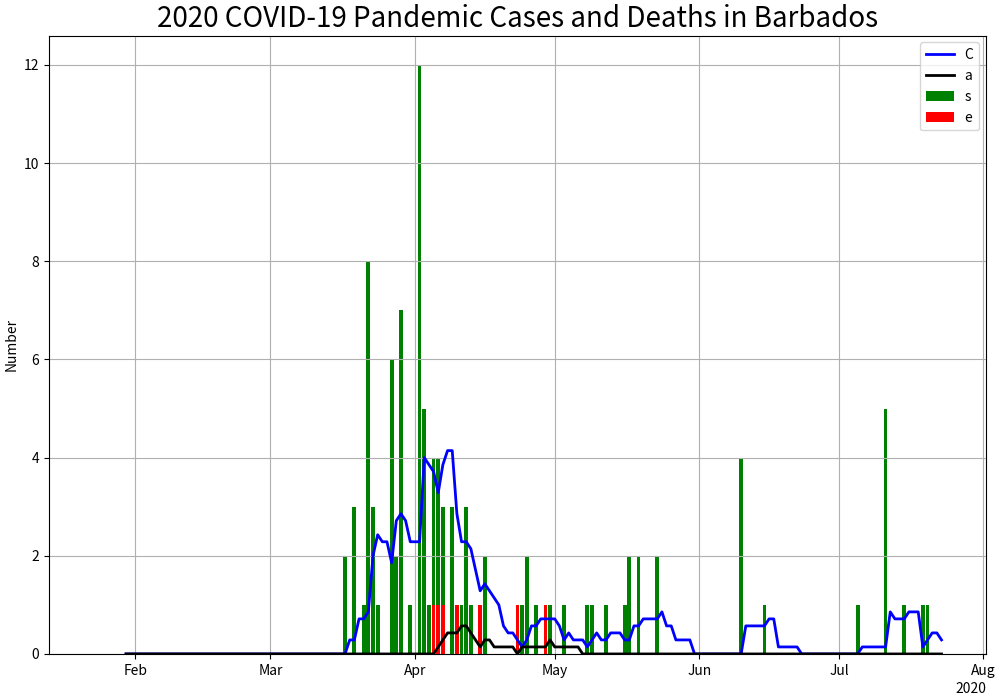 2020 COVID-19 Pandemic Cases and Deaths in Barbados
C
a
s
e
Number
12
10
8
6
4
2
0
Feb
Mar
Apr
May
Jun
Jul
Aug
2020